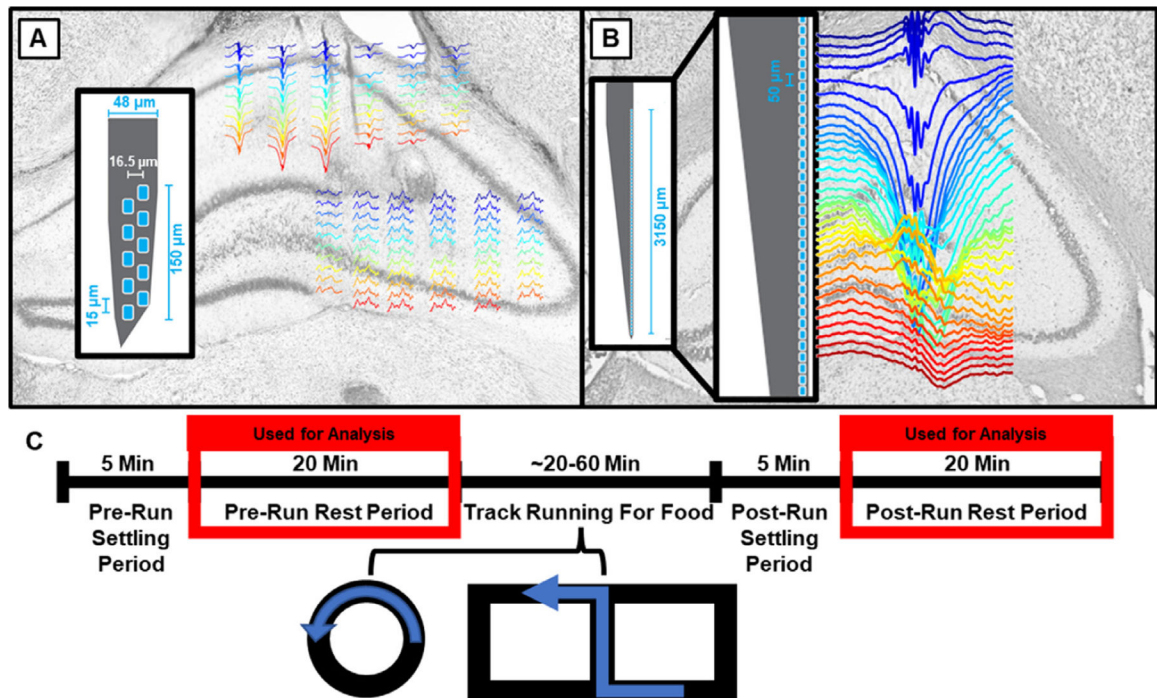 A
48 µm
16.5 µm
150 µm
15 µm
B
50 µm
3150 µm
C
Used for Analysis
Used for Analysis
5 Min
20 Min
~20-60 Min
5 Min
20 Min
Pre-Run
Settling
Period
Pre-Run Rest Period
Track Running For Food
Post-Run
Settling
Period
Post-Run Rest Period